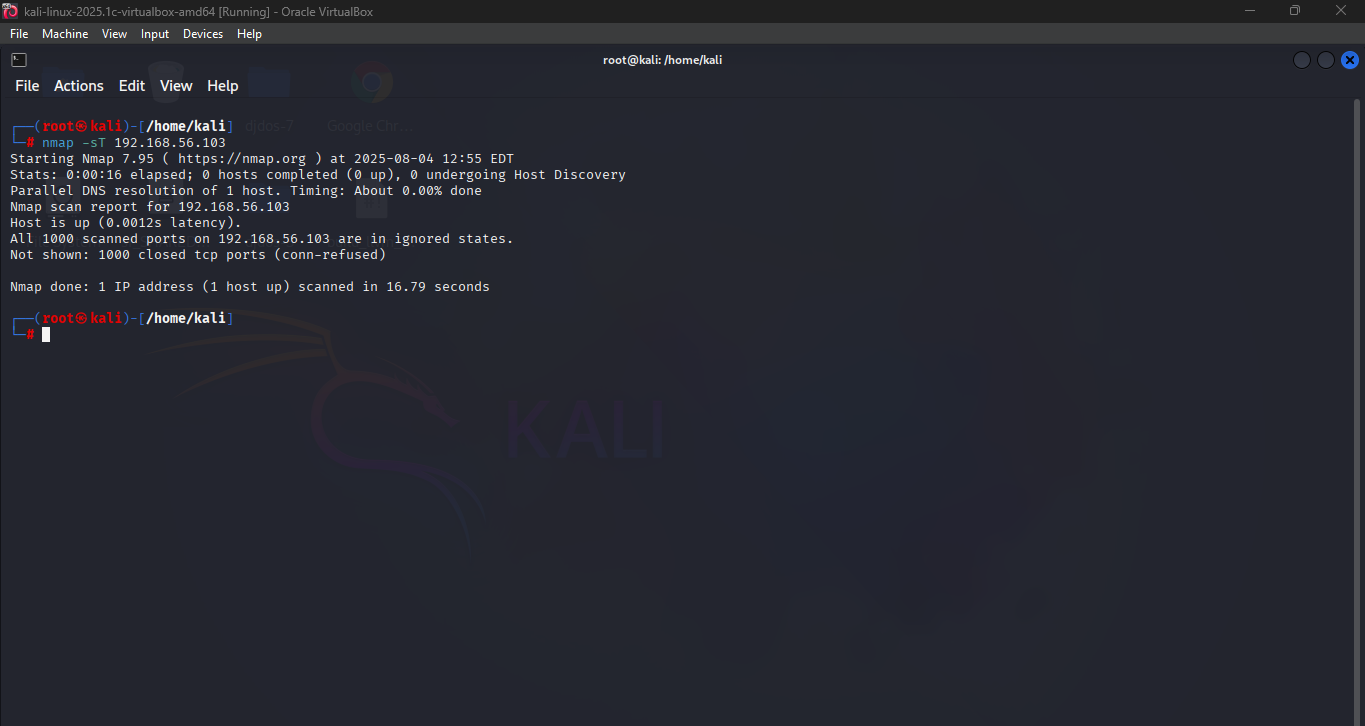 kali-linux-2025.1c-virtualbox-amd64 [Running] - Oracle VirtualBox
File Machine View Input Devices Help
root@kali: /home/kali
File Actions Edit View Help
djdos-7 Google Chr...
┌──(root㉿kali)-[/home/kali]
└─# nmap -sT 192.168.56.103
Starting Nmap 7.95 ( https://nmap.org ) at 2025-08-04 12:55 EDT
Stats: 0:00:16 elapsed; 0 hosts completed (0 up), 0 undergoing Host Discovery
Parallel DNS resolution of 1 host. Timing: About 0.00% done
Nmap scan report for 192.168.56.103
Host is up (0.0012s latency).
All 1000 scanned ports on 192.168.56.103 are in ignored states.
Not shown: 1000 closed tcp ports (conn-refused)
Nmap done: 1 IP address (1 host up) scanned in 16.79 seconds
┌──(root㉿kali)-[/home/kali]
└─#
KALI